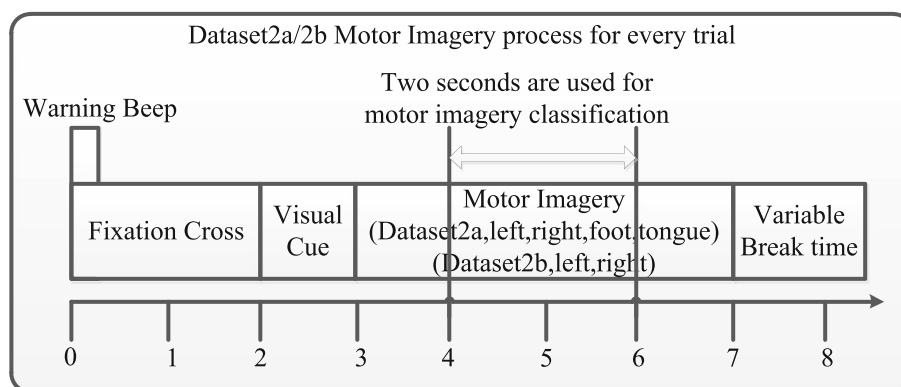 Dataset2a/2b Motor Imagery process for every trial
Two seconds are used for
motor imagery classification
Warning Beep
Fixation Cross
Visual
Cue
Motor Imagery
(Dataset2a,left,right,foot,tongue)
(Dataset2b,left,right)
Variable
Break time
0 1 2 3 4 5 6 7 8